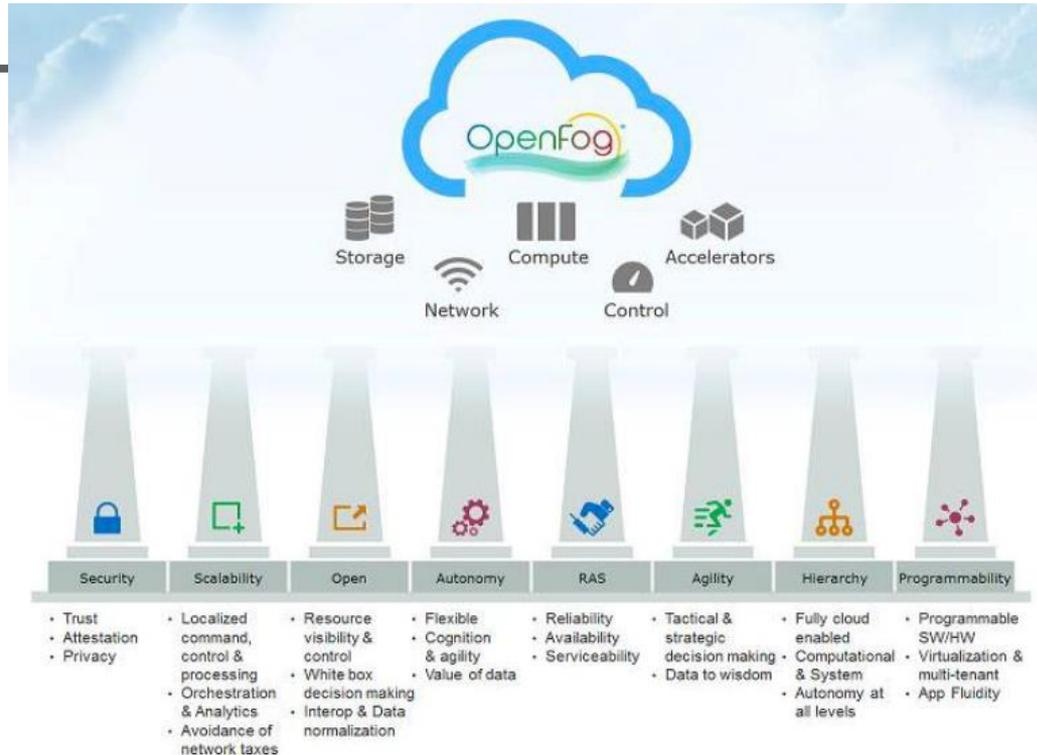 OpenFog
Storage
Compute
Accelerators
Network
Control
Security
Scalability
Open
Autonomy
RAS
Agility
Hierarchy
Programmability
• Trust
• Attestation
• Privacy
• Localized
command,
control &
processing
• Orchestration
& Analytics
• Avoidance of
network taxes
• Resource
visibility &
control
• White box
decision making
• Interop & Data
normalization
• Flexible
• Cognition
& agility
• Value of data
• Reliability
• Availability
• Serviceability
• Tactical &
strategic
decision making
• Data to wisdom
• Fully cloud
enabled
• Computational
& System
• Autonomy at
all levels
• Programmable
SW/HW
• Virtualization &
multi-tenant
• App Fluidity